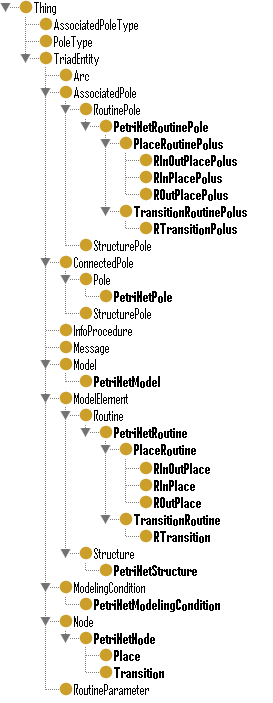 Thing
AssociatedPoleType
PoleType
TriadEntity
Arc
AssociatedPole
RoutinePole
PetriNetRoutinePole
PlaceRoutinePolus
RInOutPlacePolus
RInPlacePolus
ROutPlacePolus
TransitionRoutinePolus
RTransitionPolus
StructurePole
ConnectedPole
Pole
PetriNetPole
StructurePole
InfoProcedure
Message
Model
PetriNetModel
ModelElement
Routine
PetriNetRoutine
PlaceRoutine
RInOutPlace
RInPlace
ROutPlace
TransitionRoutine
RTransition
Structure
PetriNetStructure
ModelingCondition
PetriNetModelingCondition
Node
PetriNetNode
Place
Transition
RoutineParameter